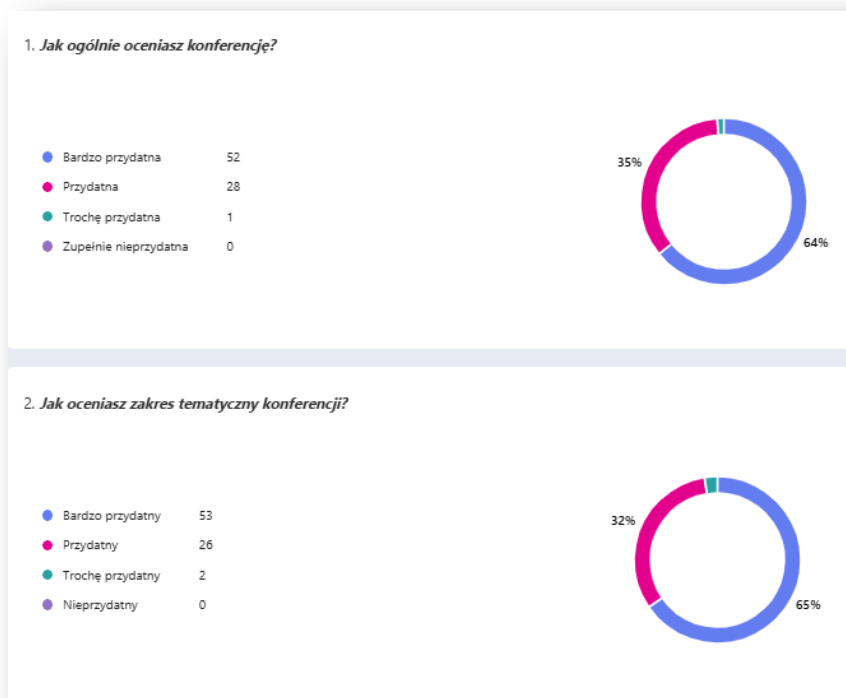 1. Jak ogólnie oceniasz konferencję?
Bardzo przydatna 52
Przydatna 28
Trochę przydatna 1
Zupełnie nieprzydatna 0
35%
64%
2. Jak oceniasz zakres tematyczny konferencji?
Bardzo przydatny 53
Przydatny 26
Trochę przydatny 2
Nieprzydatny 0
32%
65%